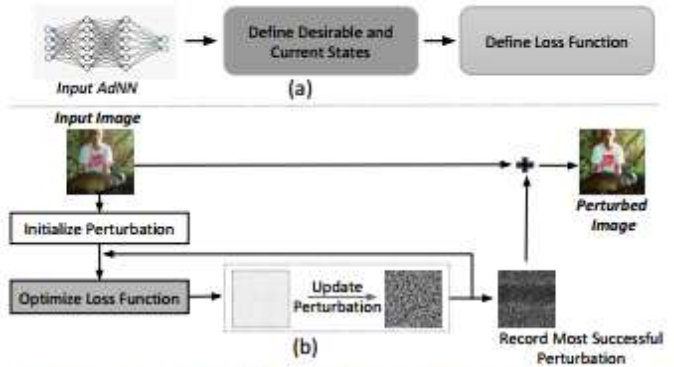 Input AdNN
Define Desirable and
Current States
Define Loss Function
(a)
Input Image
Perturbed
Image
Initialize Perturbation
Optimize Loss Function
Update
Perturbation
(b)
Record Most Successful
Perturbation